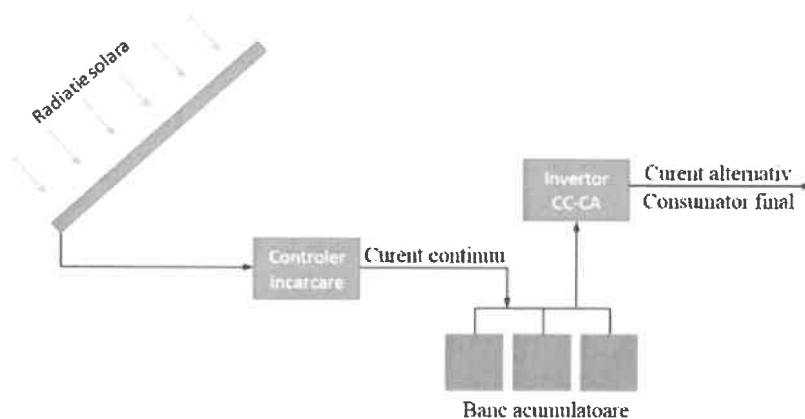 Radiatie solara
Invertor
CC-CA
Curent alternativ
Consumator final
Controler
incarcare
Curent continuu
Banc acumulatoare